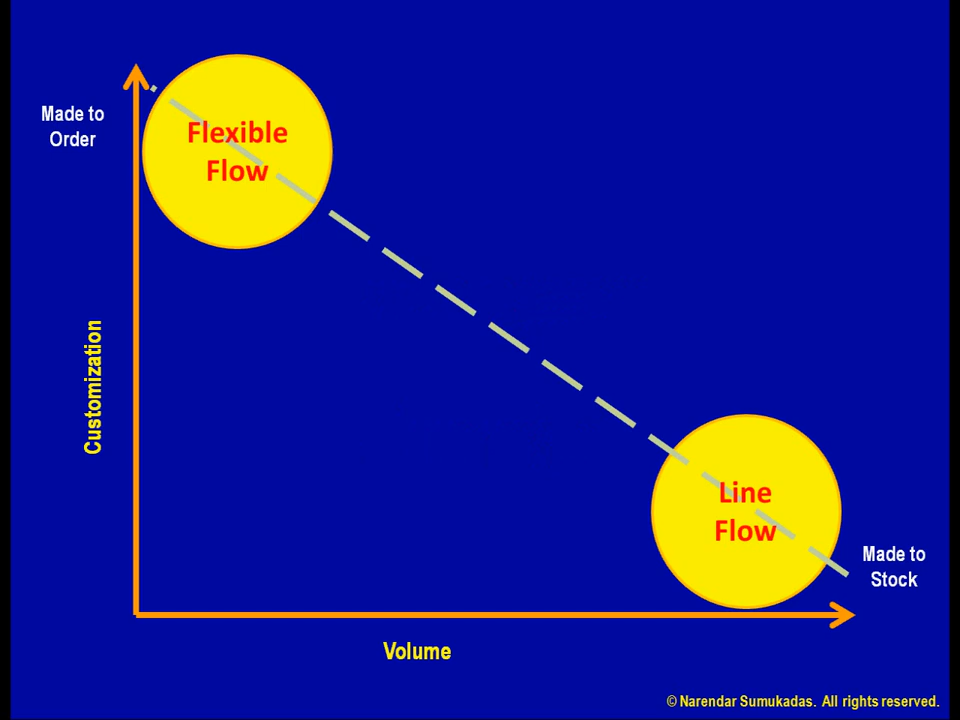 Made to
Order
Flexible
Flow
Customization
Line
Flow
Made to
Stock
Volume
© Narendar Sumukadas. All rights reserved.